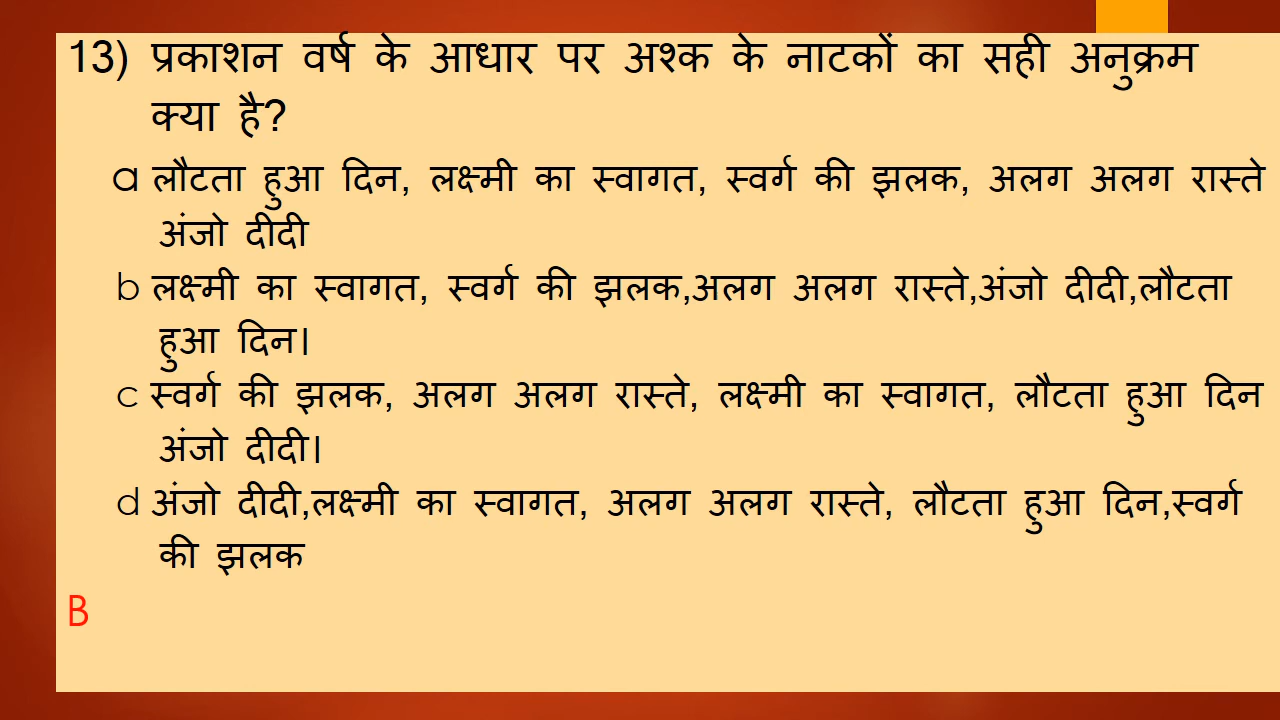 13) प्रकाशन वर्ष के आधार पर अश्क के नाटकों का सही अनुक्रम
क्या है?
a लौटता हुआ दिन, लक्ष्मी का स्वागत, स्वर्ग की झलक, अलग अलग रास्ते
अंजो दीदी
b लक्ष्मी का स्वागत, स्वर्ग की झलक,अलग अलग रास्ते,अंजो दीदी,लौटता
हुआ दिन।
c स्वर्ग की झलक, अलग अलग रास्ते, लक्ष्मी का स्वागत, लौटता हुआ दिन
अंजो दीदी।
d अंजो दीदी,लक्ष्मी का स्वागत, अलग अलग रास्ते, लौटता हुआ दिन,स्वर्ग
की झलक
B